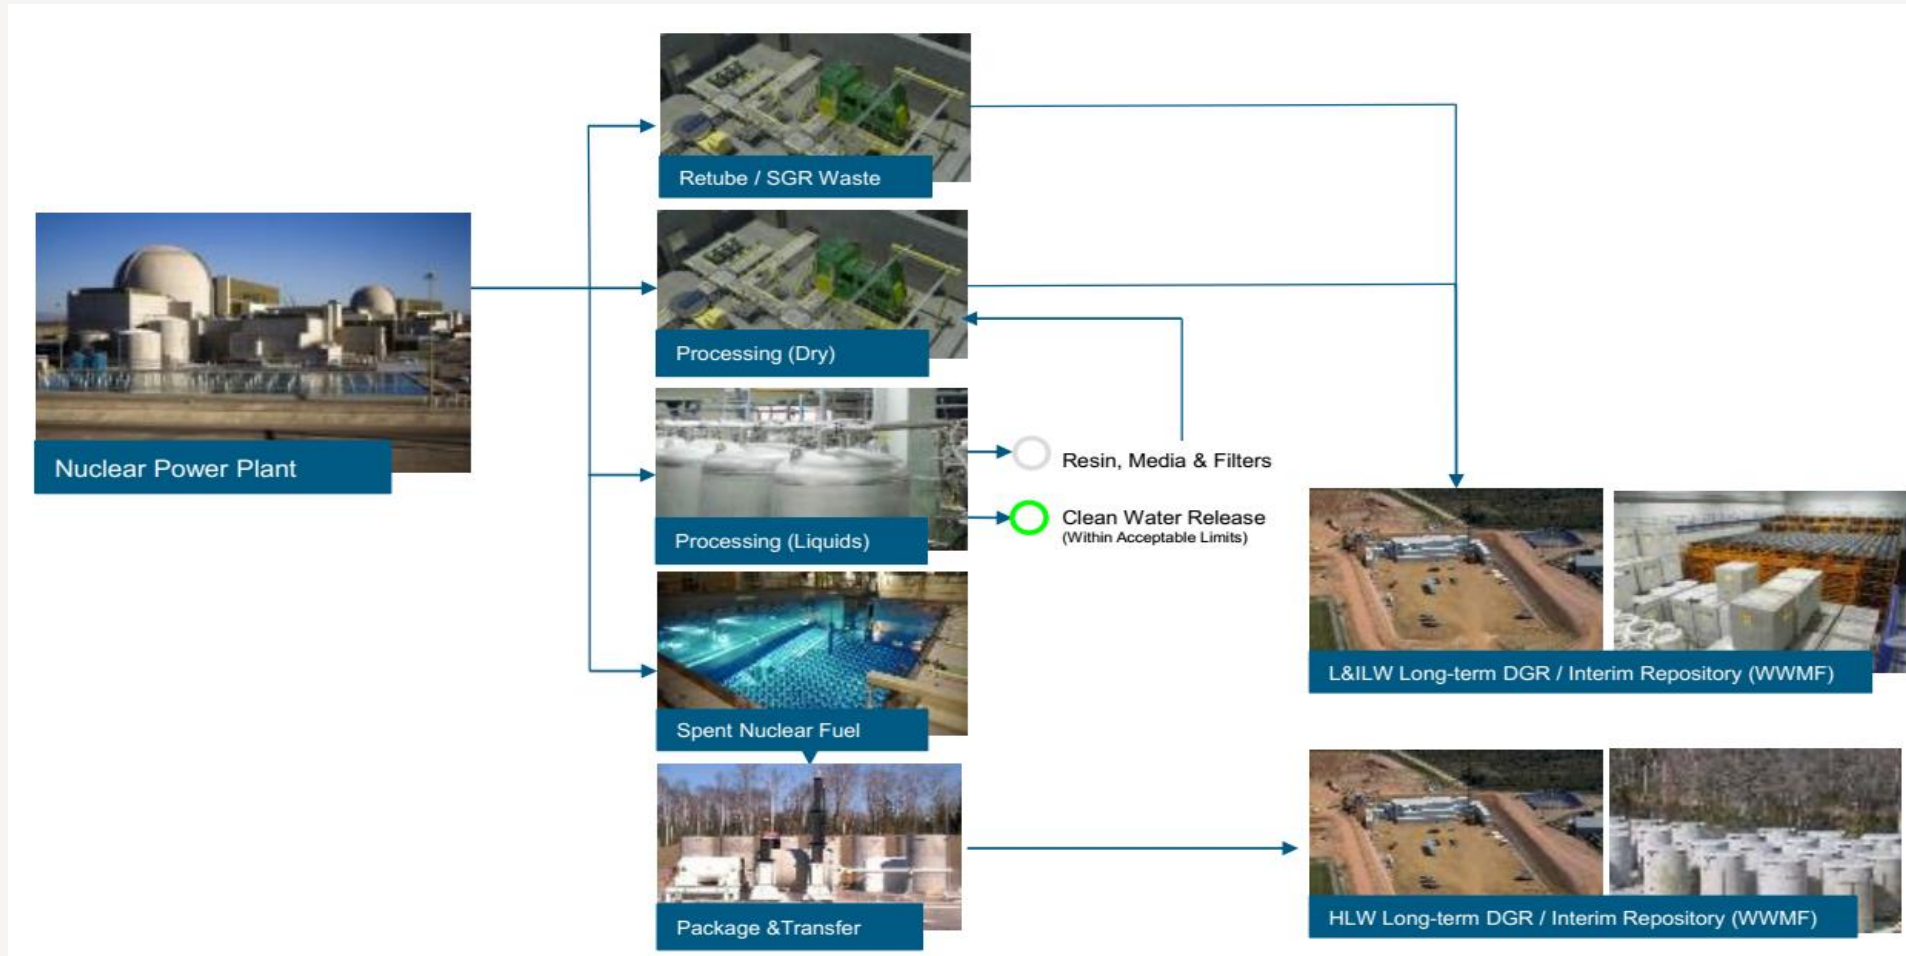 Retube / SGR Waste
Nuclear Power Plant
Processing (Dry)
Processing (Liquids)
Resin, Media & Filters
Clean Water Release
(Within Acceptable Limits)
Spent Nuclear Fuel
Package &Transfer
L&ILW Long-term DGR / Interim Repository (WWMF)
HLW Long-term DGR / Interim Repository (WWMF)